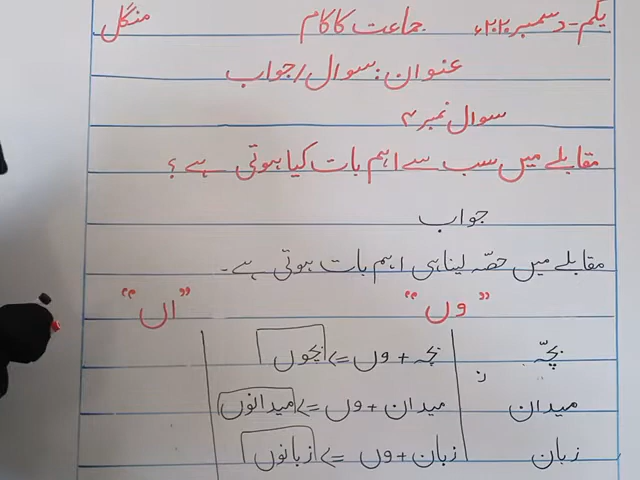 یکم-دسمبر ۲۰۲۰ء جماعت کا کام منگل
عنوان: سوال/جواب
سوال نمبر ۴
مقابلے میں سب سے اہم بات کیا ہوتی ہے؟
جواب
مقابلے میں حصّہ لینا ہی اہم بات ہوتی ہے۔
"وں" "اں"
بچّہ بچہ + وں => بچوں
میدان میدان + وں => میدانوں
زبان زبان + وں => زبانوں